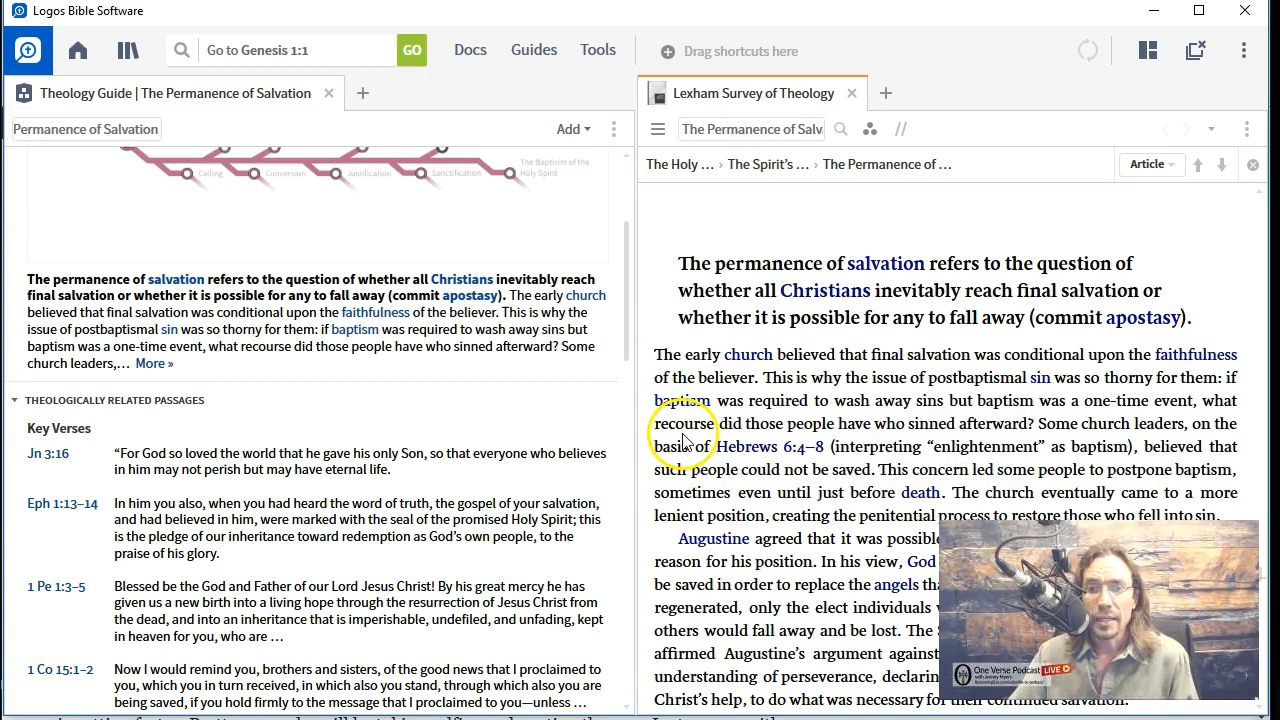 Logos Bible Software
Go to Genesis 1:1
GO
Docs
Guides
Tools
Drag shortcuts here
Theology Guide | The Permanence of Salvation
Permanence of Salvation
Add
The Baptisim of the
Holy Spirit
Calling
Conversion
Justification
Sanctification
The permanence of salvation refers to the question of whether all Christians inevitably reach
final salvation or whether it is possible for any to fall away (commit apostasy). The early church
believed that final salvation was conditional upon the faithfulness of the believer. This is why the
issue of postbaptismal sin was so thorny for them: if baptism was required to wash away sins but
baptism was a one-time event, what recourse did those people have who sinned afterward? Some
church leaders,… More »
THEOLOGICALLY RELATED PASSAGES
Key Verses
Jn 3:16
“For God so loved the world that he gave his only Son, so that everyone who believes
in him may not perish but may have eternal life.
Eph 1:13–14
In him you also, when you had heard the word of truth, the gospel of your salvation,
and had believed in him, were marked with the seal of the promised Holy Spirit; this
is the pledge of our inheritance toward redemption as God’s own people, to the
praise of his glory.
1 Pe 1:3–5
Blessed be the God and Father of our Lord Jesus Christ! By his great mercy he has
given us a new birth into a living hope through the resurrection of Jesus Christ from
the dead, and into an inheritance that is imperishable, undefiled, and unfading, kept
in heaven for you, who are …
1 Co 15:1–2
Now I would remind you, brothers and sisters, of the good news that I proclaimed to
you, which you in turn received, in which also you stand, through which also you are
being saved, if you hold firmly to the message that I proclaimed to you—unless …
Lexham Survey of Theology
The Permanence of Salv
The Holy … › The Spirit’s … › The Permanence of …
Article
The permanence of salvation refers to the question of
whether all Christians inevitably reach final salvation or
whether it is possible for any to fall away (commit apostasy).
The early church believed that final salvation was conditional upon the faithfulness
of the believer. This is why the issue of postbaptismal sin was so thorny for them: if
baptism was required to wash away sins but baptism was a one-time event, what
recourse did those people have who sinned afterward? Some church leaders, on the
basis of Hebrews 6:4–8 (interpreting “enlightenment” as baptism), believed that
such people could not be saved. This concern led some people to postpone baptism,
sometimes even until just before death. The church eventually came to a more
lenient position, creating the penitential process to restore those who fell into sin.
Augustine agreed that it was possible
reason for his position. In his view, God
be saved in order to replace the angels
regenerated, only the elect individuals
others would fall away and be lost. The
affirmed Augustine’s argument against
understanding of perseverance, declarin
Christ’s help, to do what was necessary for their continued salvation.
One Verse Podcast LIVE
with Jeremy Myers